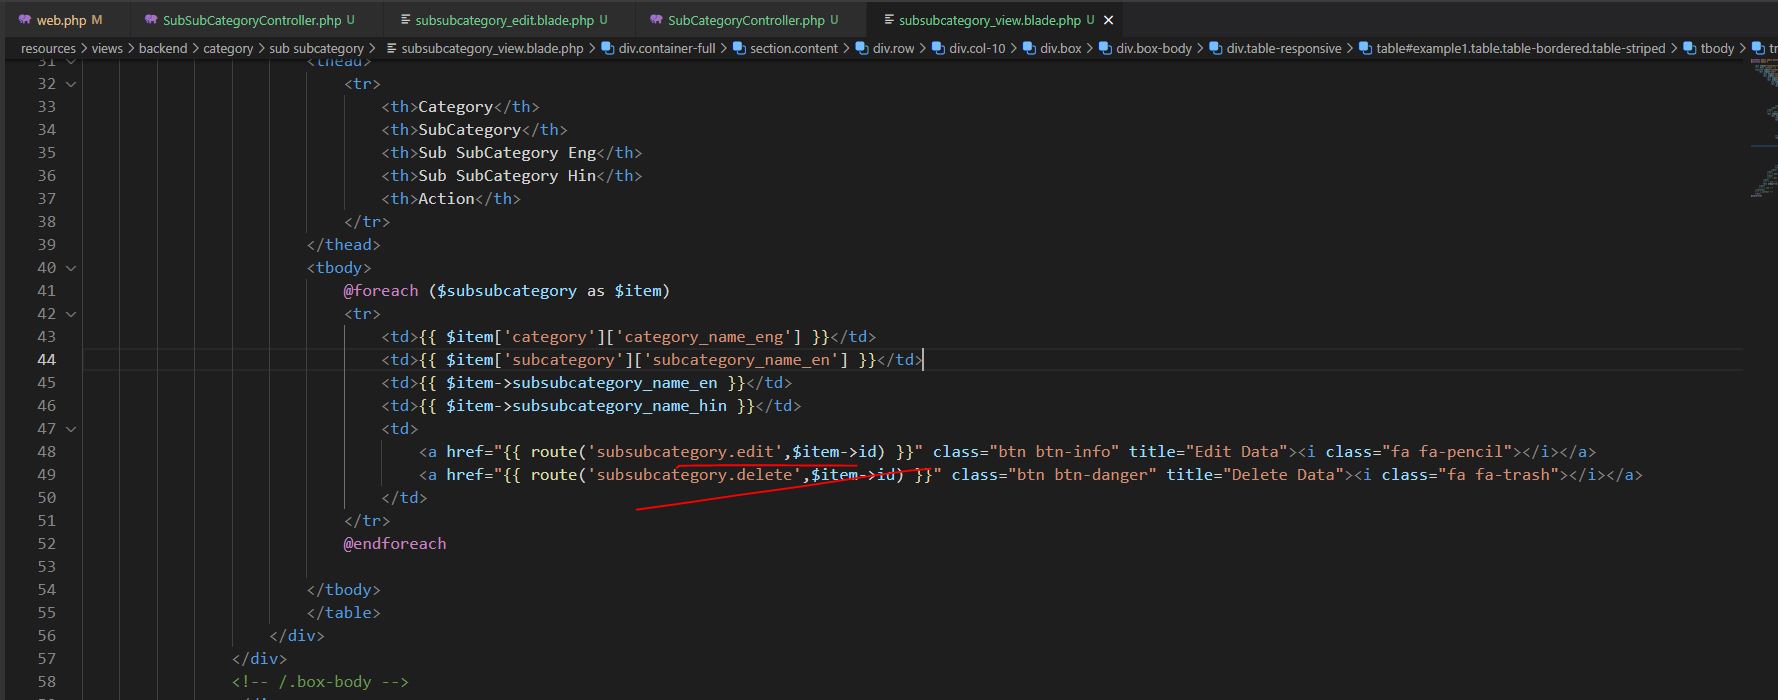 web.php M
SubSubCategoryController.php U
subsubcategory_edit.blade.php U
SubCategoryController.php U
subsubcategory_view.blade.php U
resources > views > backend > category > sub subcategory > subsubcategory_view.blade.php > div.container-full > section.content > div.row > div.col-10 > div.box > div.box-body > div.table-responsive > table#example1.table.table-bordered.table-striped > tbody > tr
31 <thead>
32 <tr>
33 <th>Category</th>
34 <th>SubCategory</th>
35 <th>Sub SubCategory Eng</th>
36 <th>Sub SubCategory Hin</th>
37 <th>Action</th>
38 </tr>
39 </thead>
40 <tbody>
41 @foreach ($subsubcategory as $item)
42 <tr>
43 <td>{{ $item['category']['category_name_eng'] }}</td>
44 <td>{{ $item['subcategory']['subcategory_name_en'] }}</td>
45 <td>{{ $item->subsubcategory_name_en }}</td>
46 <td>{{ $item->subsubcategory_name_hin }}</td>
47 <td>
48 <a href="{{ route('subsubcategory.edit',$item->id) }}" class="btn btn-info" title="Edit Data"><i class="fa fa-pencil"></i></a>
49 <a href="{{ route('subsubcategory.delete',$item->id) }}" class="btn btn-danger" title="Delete Data"><i class="fa fa-trash"></i></a>
50 </td>
51 </tr>
52 @endforeach
53
54 </tbody>
55 </table>
56 </div>
57 </div>
58 <!-- /.box-body -->